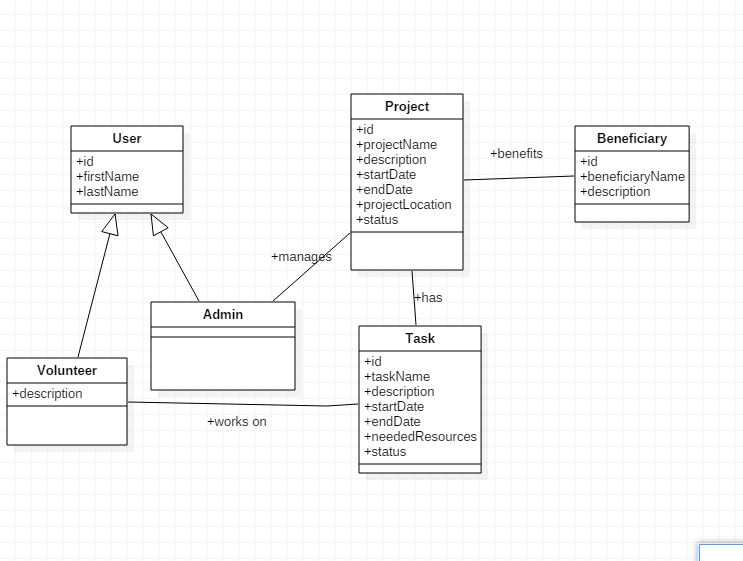 User
+id
+firstName
+lastName
Project
+id
+projectName
+description
+startDate
+endDate
+projectLocation
+status
+benefits
Beneficiary
+id
+beneficiaryName
+description
+manages
+has
Admin
Volunteer
+description
+works on
Task
+id
+taskName
+description
+startDate
+endDate
+neededResources
+status